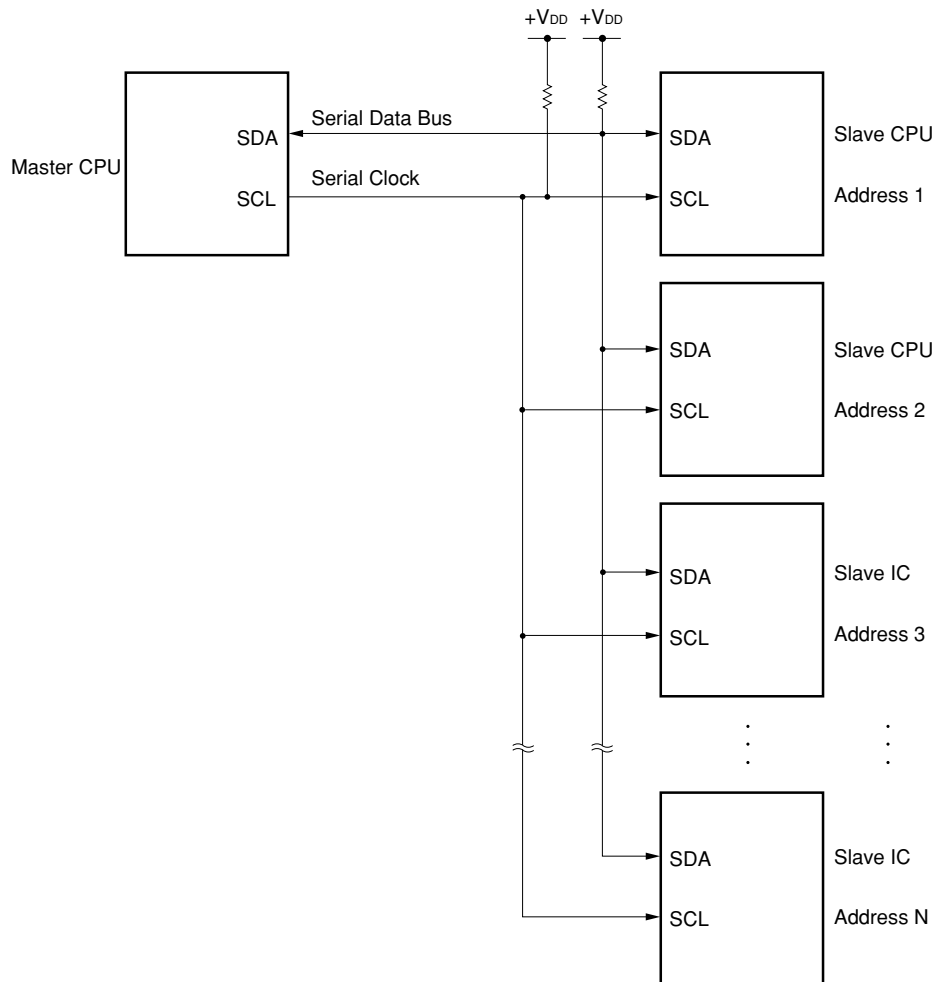 +VDD +VDD
Master CPU
SDA
SCL
Serial Data Bus
Serial Clock
SDA
SCL
Slave CPU
Address 1
SDA
SCL
Slave CPU
Address 2
SDA
SCL
Slave IC
Address 3
SDA
SCL
Slave IC
Address N